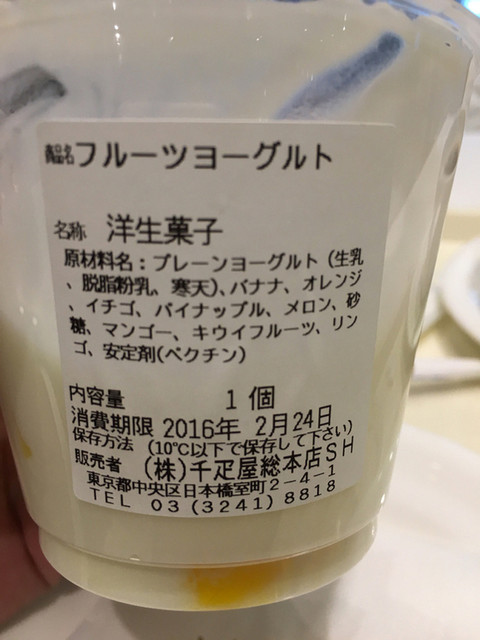 商品名 フルーツヨーグルト
名称 洋生菓子
原材料名:プレーンヨーグルト(生乳
、脱脂粉乳、寒天)、バナナ、オレンジ
、イチゴ、パイナップル、メロン、砂
糖、マンゴー、キウイフルーツ、リン
ゴ、安定剤(ペクチン)
内容量 1個
消費期限 2016年 2月24日
保存方法 (10℃以下で保存して下さい)
販売者 (株)千疋屋総本店SH
東京都中央区日本橋室町2-4-1
TEL 03(3241)8818